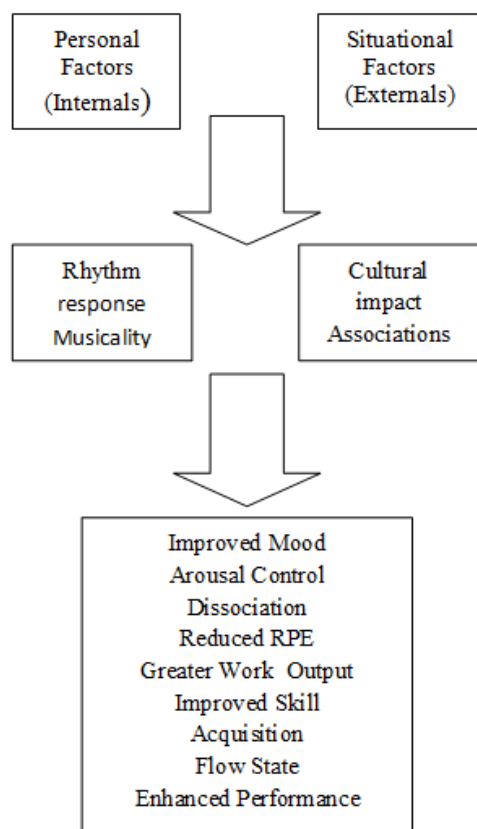 Personal
Factors
(Internals)
Situational
Factors
(Externals)
Rhythm
response
Musicality
Cultural
impact
Associations
Improved Mood
Arousal Control
Dissociation
Reduced RPE
Greater Work Output
Improved Skill
Acquisition
Flow State
Enhanced Performance